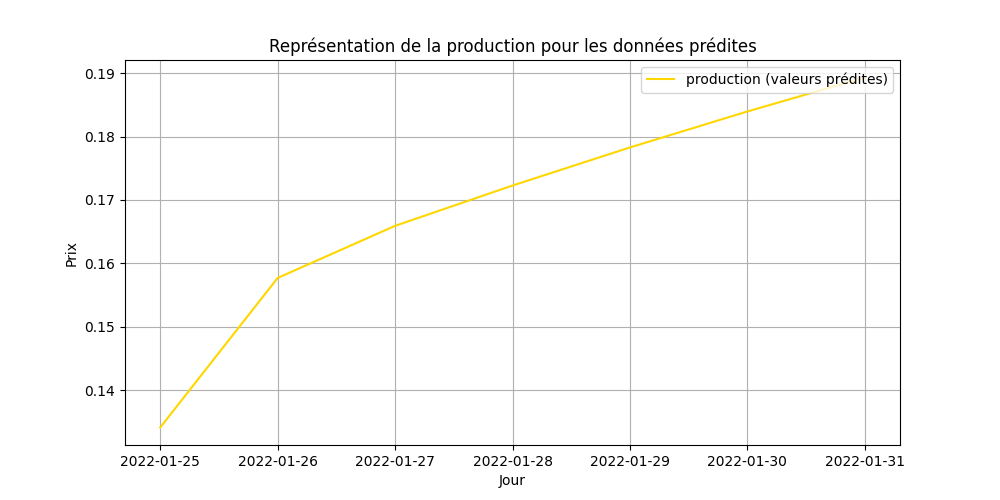 Représentation de la production pour les données prédites
production (valeurs prédites)
0.19
0.18
0.17
0.16
0.15
0.14
Prix
2022-01-25 2022-01-26 2022-01-27 2022-01-28 2022-01-29 2022-01-30 2022-01-31
Jour